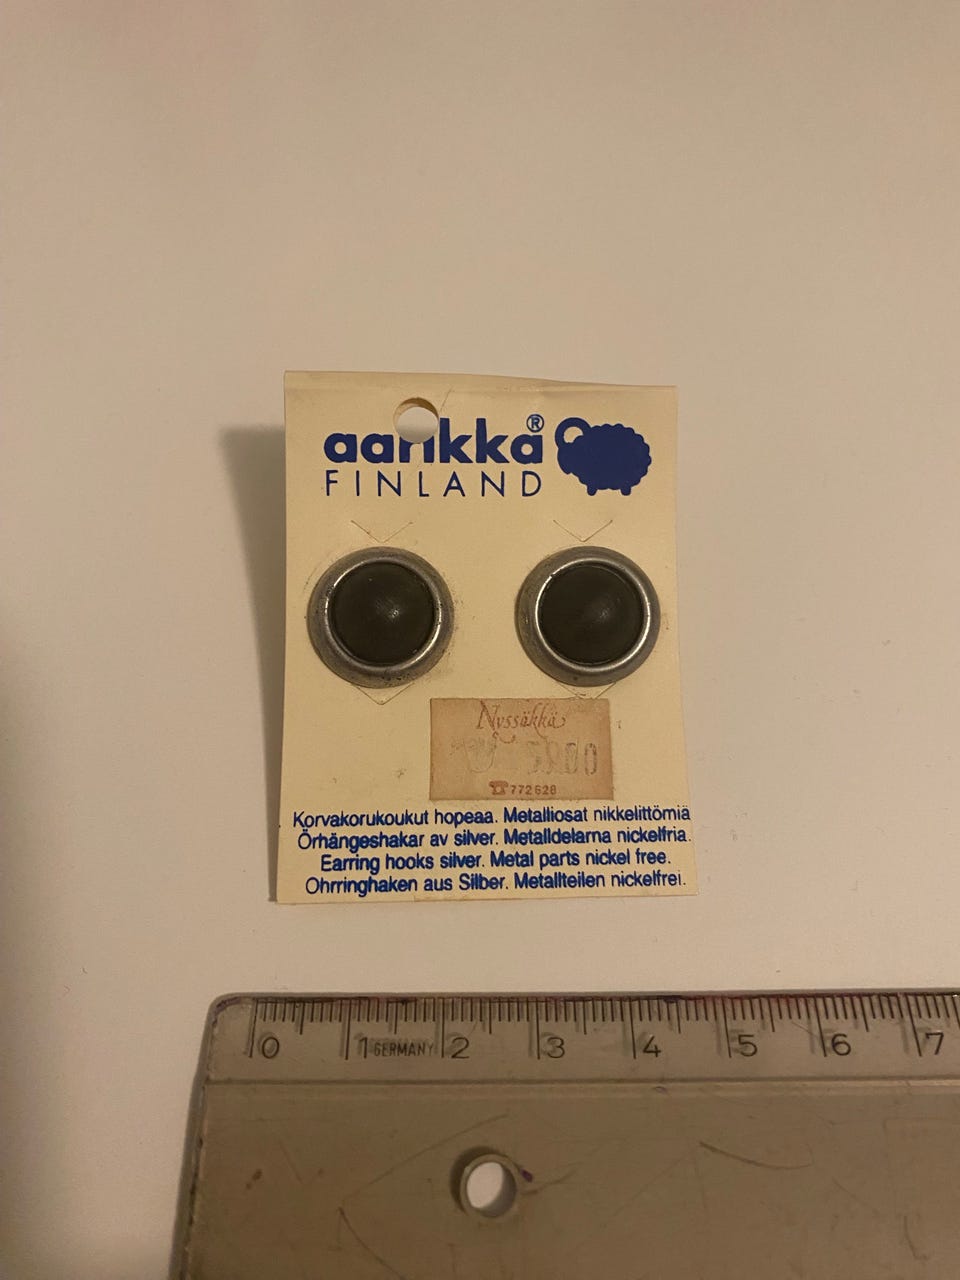 aarikka®
FINLAND
Nyssäkkä
☎772628
Korvakorukoukut hopeaa. Metalliosat nikkelittömiä
Örhängeshakar av silver. Metalldelarna nickelfria.
Earring hooks silver. Metal parts nickel free.
Ohrringhaken aus Silber. Metallteilen nickelfrei.
0 1 GERMANY 2 3 4 5 6 7